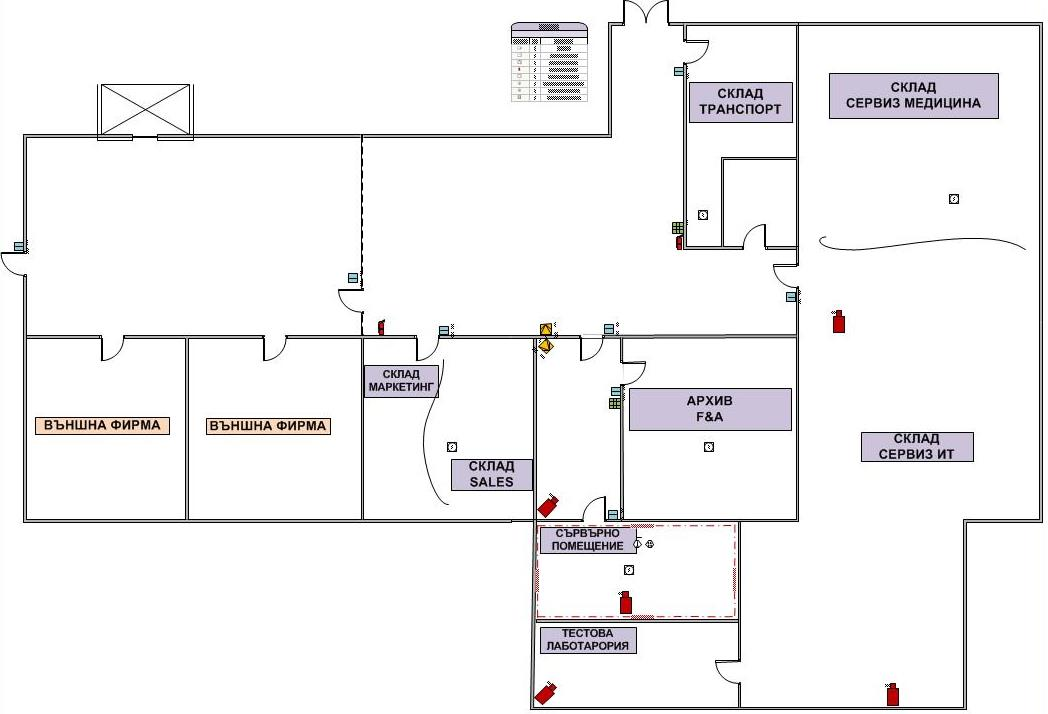 СКЛАД
ТРАНСПОРТ
СКЛАД
СЕРВИЗ МЕДИЦИНА
СКЛАД
МАРКЕТИНГ
АРХИВ
F&A
ВЪНШНА ФИРМА
ВЪНШНА ФИРМА
СКЛАД
СЕРВИЗ ИТ
СКЛАД
SALES
СЪРВЪРНО
ПОМЕЩЕНИЕ
ТЕСТОВА
ЛАБОТАРОРИЯ